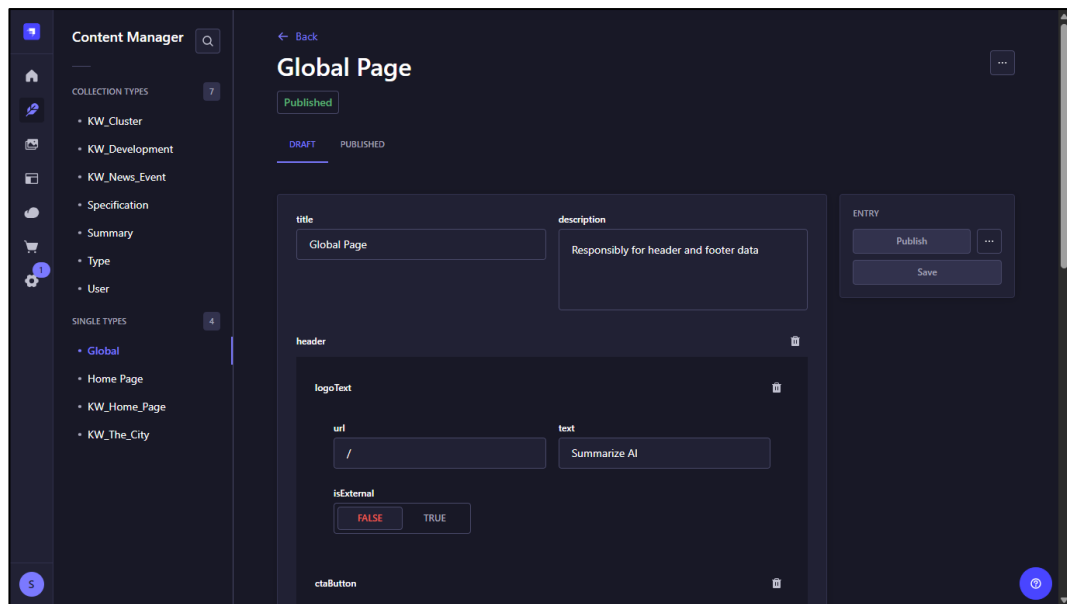 Content Manager
COLLECTION TYPES 7
KW_Cluster
KW_Development
KW_News_Event
Specification
Summary
Type
User
SINGLE TYPES 4
Global
Home Page
KW_Home_Page
KW_The_City
1
S
← Back
Global Page
...
Published
DRAFT PUBLISHED
title description
Global Page Responsibly for header and footer data
header
logoText
url text
/ Summarize AI
isExternal
FALSE TRUE
ctaButton
ENTRY
Publish ...
Save
?